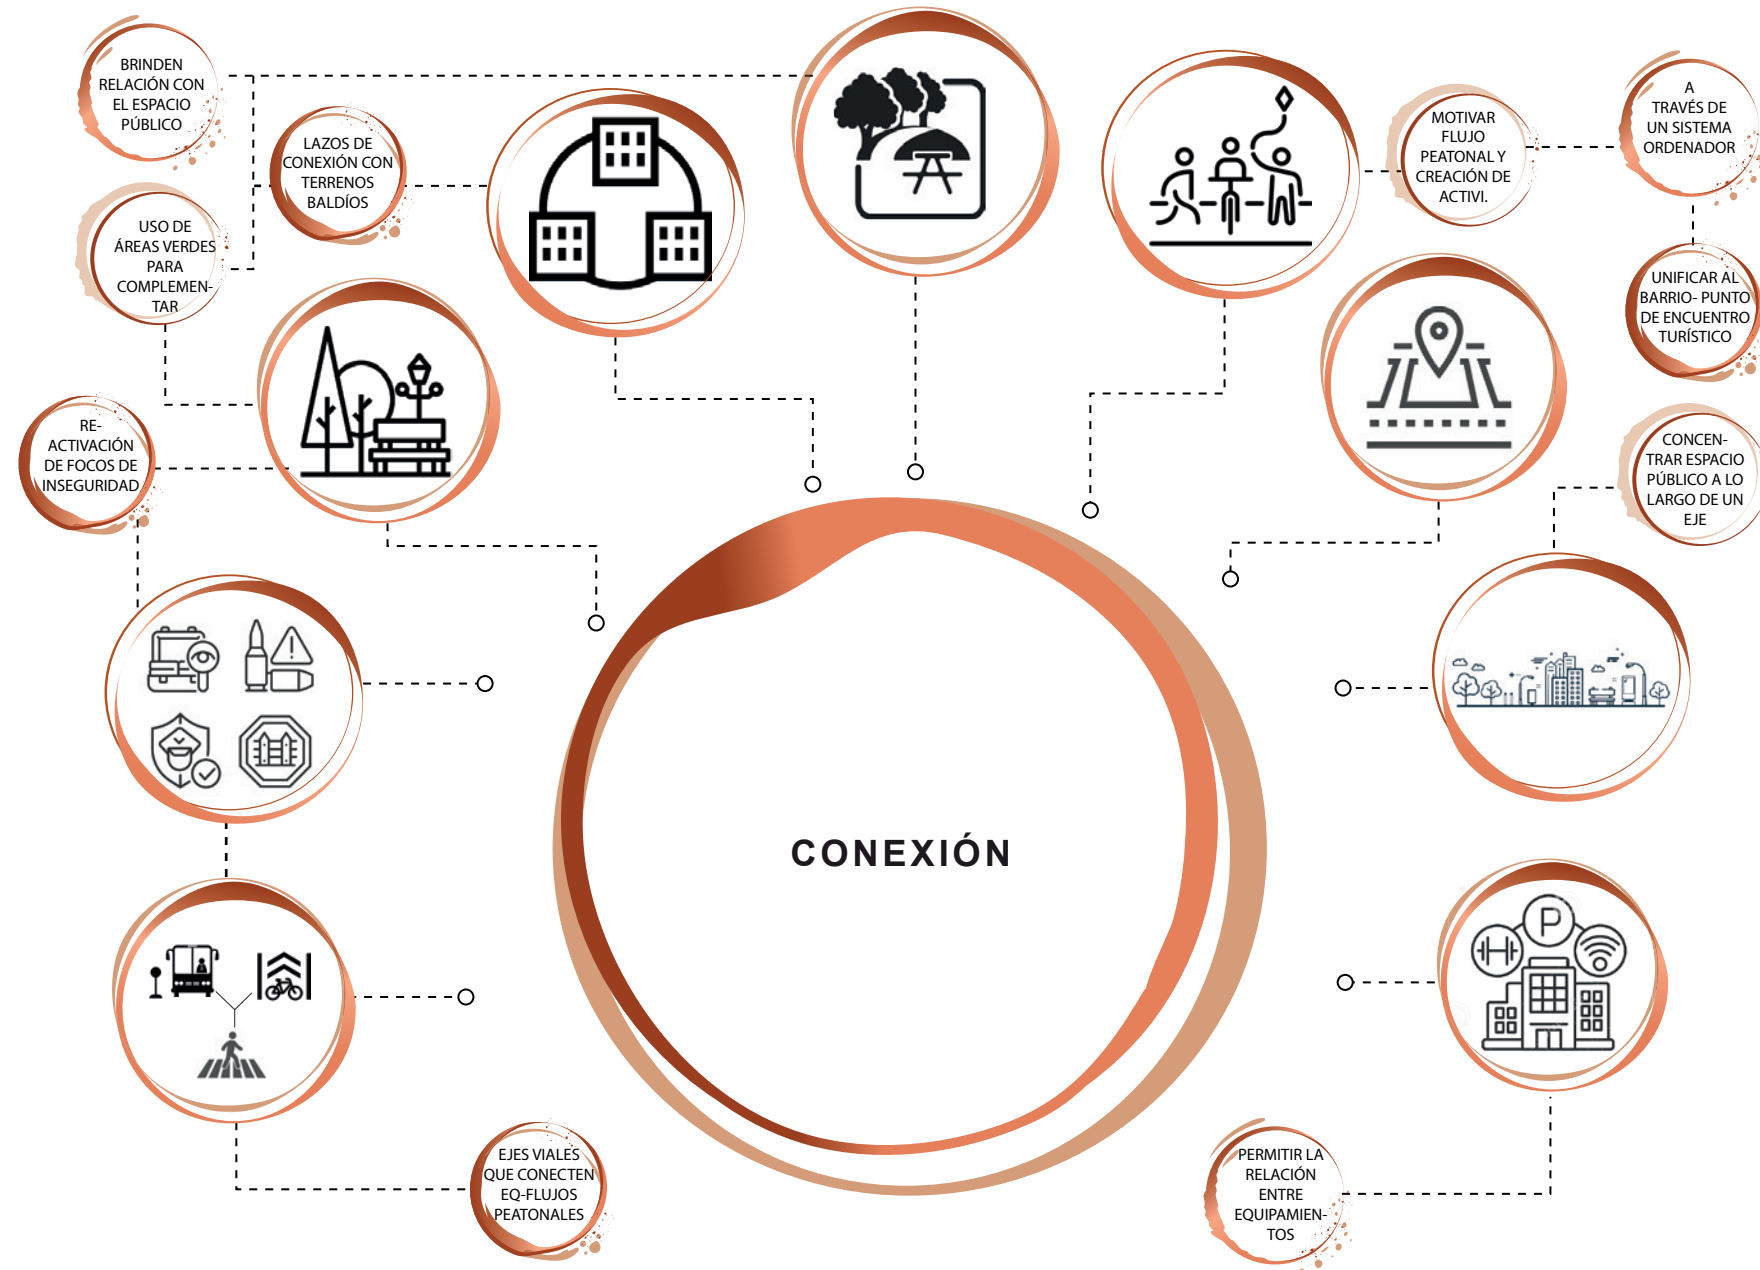 BRINDEN
RELACIÓN CON
EL ESPACIO
PÚBLICO
LAZOS DE
CONEXIÓN CON
TERRENOS
BALDÍOS
USO DE
ÁREAS VERDES
PARA
COMPLEMEN-
TAR
RE-
ACTIVACIÓN
DE FOCOS DE
INSEGURIDAD
MOTIVAR
FLUJO
PEATONAL Y
CREACIÓN DE
ACTIVI.
A
TRAVÉS DE
UN SISTEMA
ORDENADOR
UNIFICAR AL
BARRIO- PUNTO
DE ENCUENTRO
TURÍSTICO
CONCEN-
TRAR ESPACIO
PÚBLICO A LO
LARGO DE UN
EJE
CONEXIÓN
P
EJES VIALES
QUE CONECTEN
EQ-FLUJOS
PEATONALES
PERMITIR LA
RELACIÓN
ENTRE
EQUIPAMIEN-
TOS